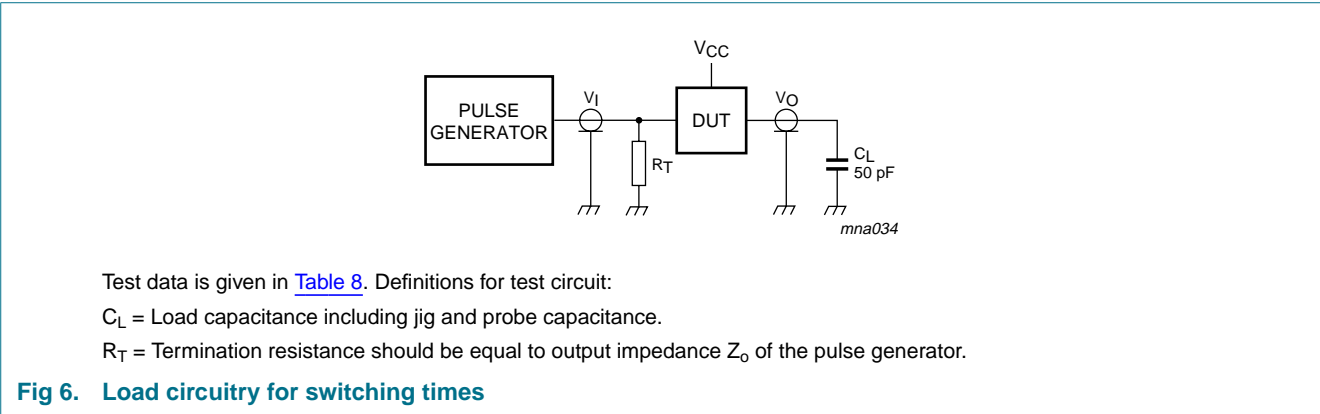 VCC
PULSE
GENERATOR
VI
DUT
VO
RT
CL
50 pF
mna034
Test data is given in Table 8. Definitions for test circuit:
CL = Load capacitance including jig and probe capacitance.
RT = Termination resistance should be equal to output impedance Zo of the pulse generator.
Fig 6. Load circuitry for switching times